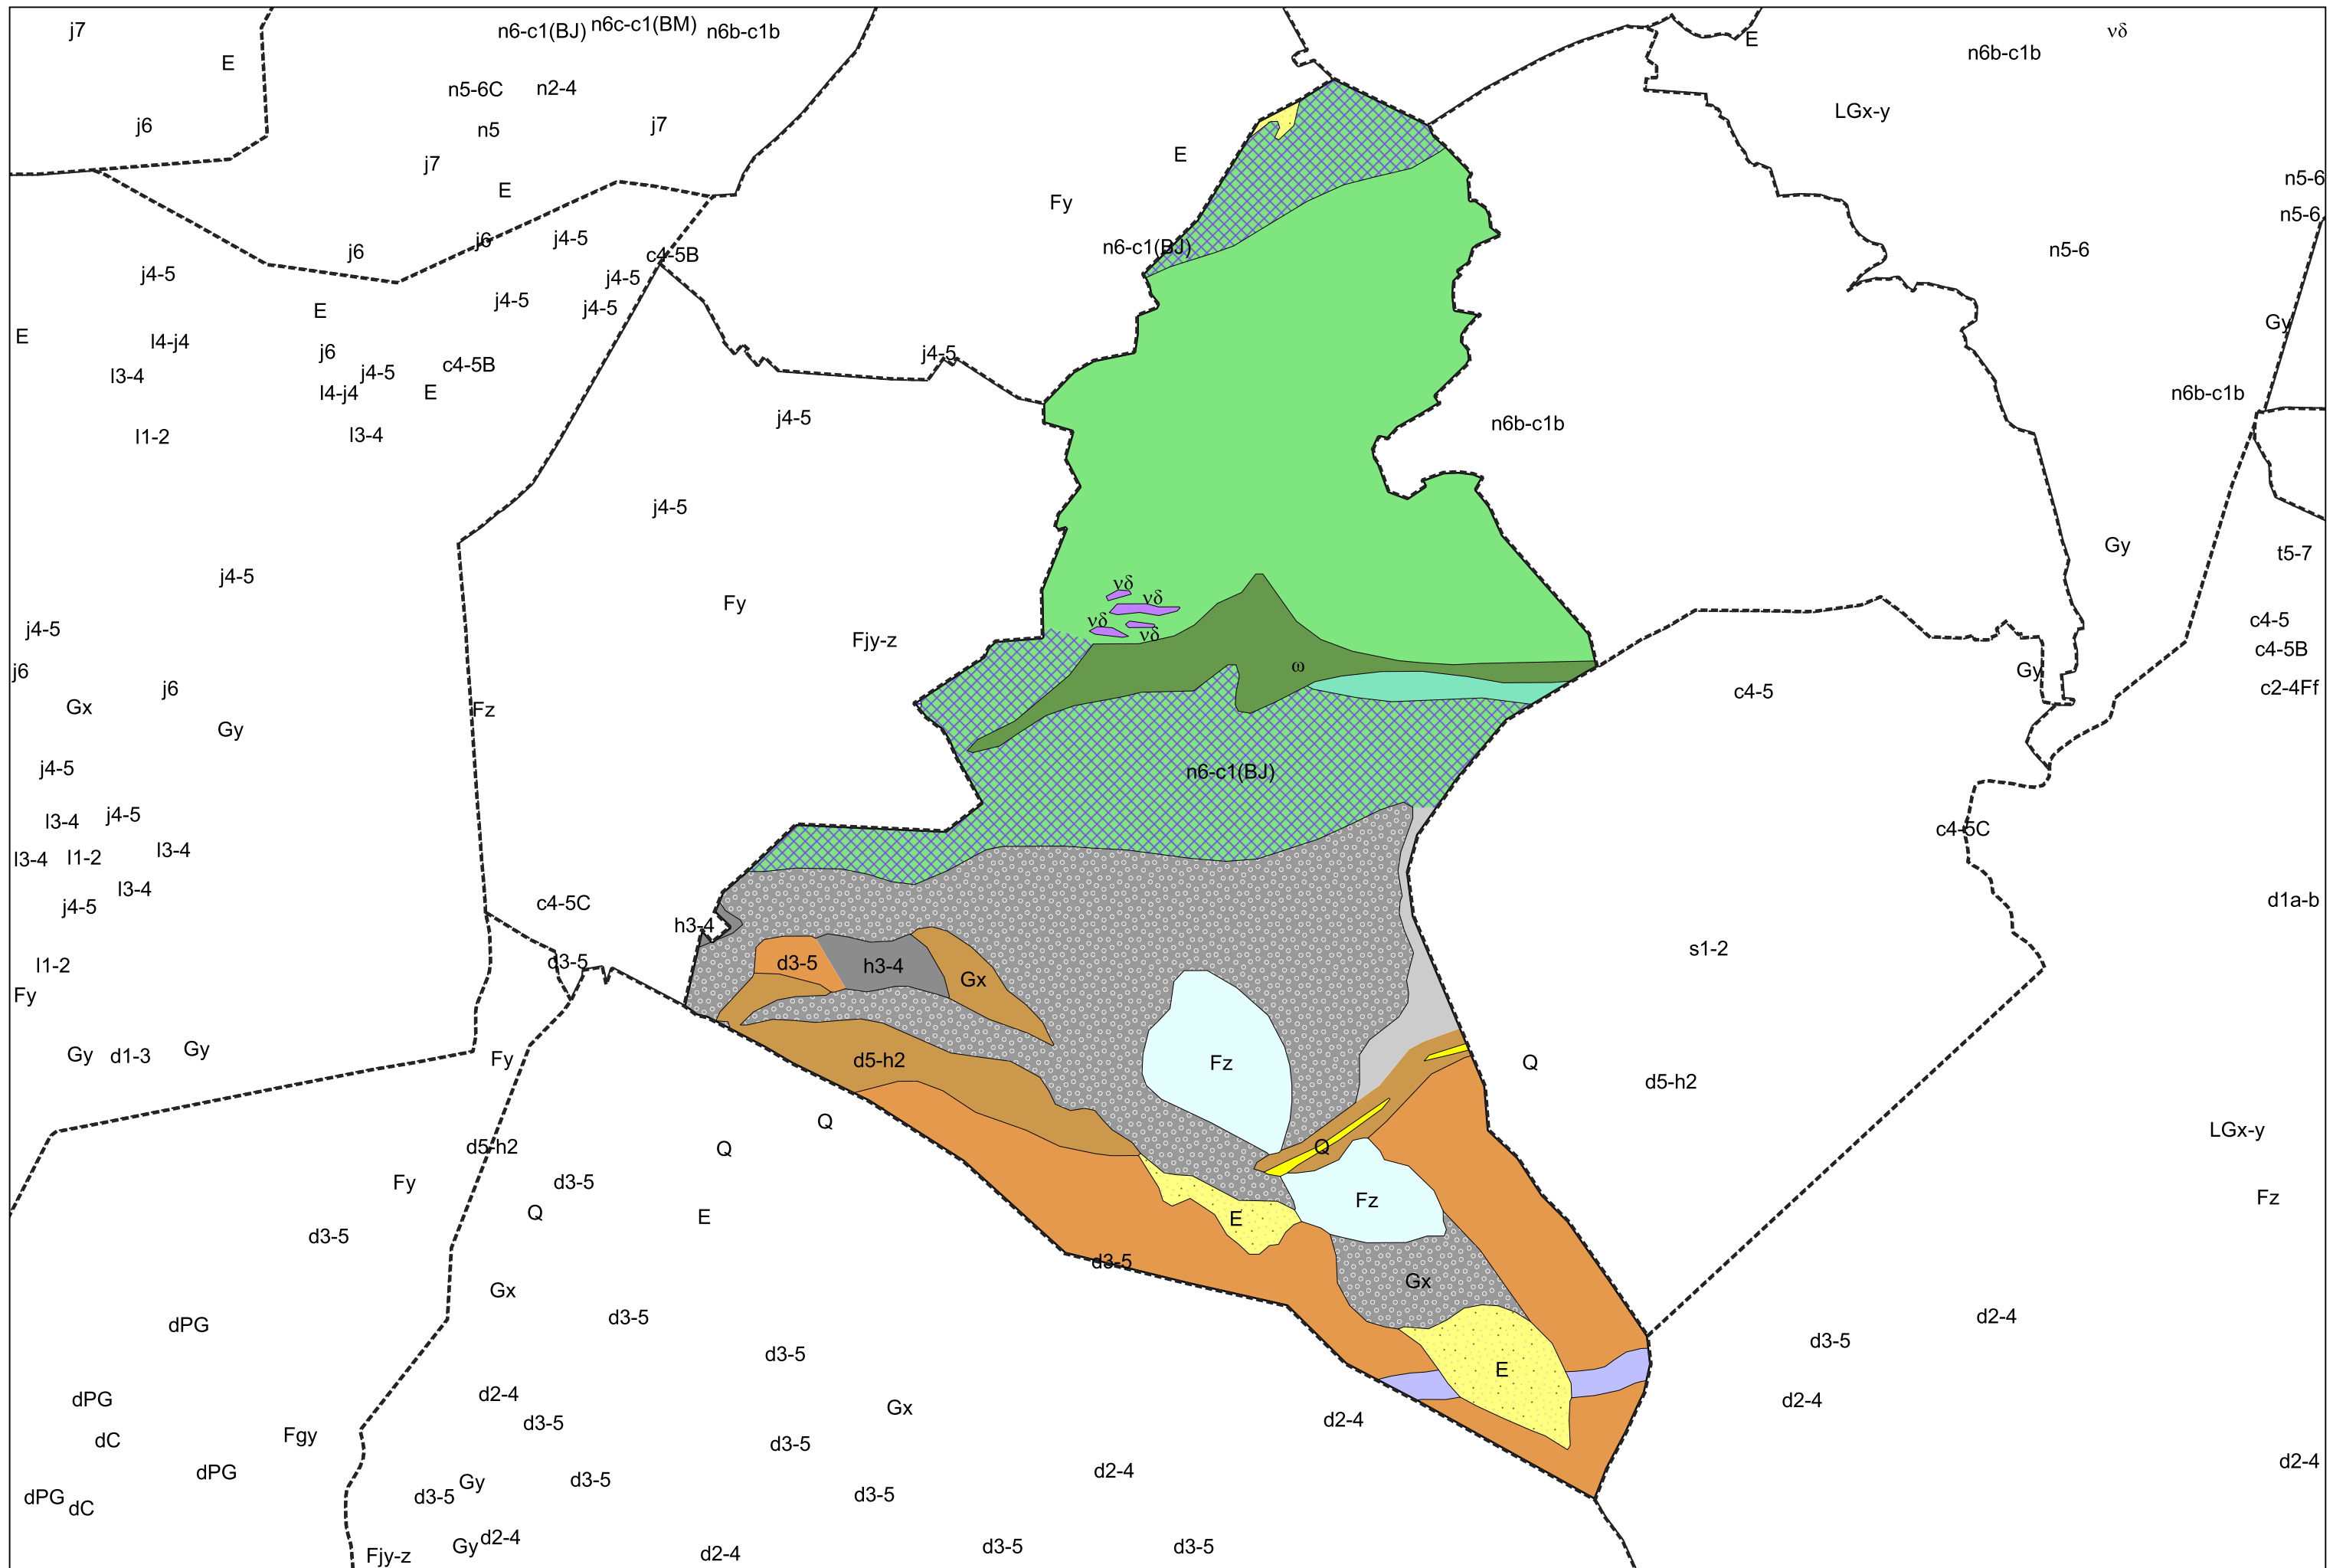 j7
n6-c1(BJ)
n6c-c1(BM)
n6b-c1b
νδ
E
E
n6b-c1b
n5-6C
n2-4
LGx-y
j6
n5
j7
j7
E
E
n5-6
Fy
n5-6
j6
j6
j4-5
n6-c1(BJ)
n5-6
c4-5B
j4-5
j4-5
j4-5
j4-5
E
Gy
E
l4-j4
j6
j4-5
l3-4
j4-5
c4-5B
l4-j4
E
n6b-c1b
j4-5
n6b-c1b
l1-2
l3-4
j4-5
Gy
t5-7
j4-5
νδ
νδ
Fy
νδ
νδ
c4-5
j4-5
Fjy-z
c4-5B
j6
ω
Gy
j6
c4-5
c2-4Ff
Gx
Fz
Gy
j4-5
n6-c1(BJ)
j4-5
l3-4
c4-5C
l3-4
l1-2
l3-4
l3-4
c4-5C
d1a-b
j4-5
h3-4
s1-2
l1-2
d3-5
d3-5
h3-4
Gx
Fy
Gy
d1-3
Gy
Fy
d5-h2
Fz
Q
d5-h2
Q
LGx-y
d5-h2
Q
Q
Fy
d3-5
Fz
Fz
Q
E
E
d3-5
d3-5
Gx
Gx
dPG
d3-5
d2-4
d3-5
d3-5
E
dPG
d2-4
d2-4
Gx
d3-5
d2-4
dC
Fgy
d3-5
d2-4
dPG
d3-5
Gy
d2-4
dPG
d3-5
d3-5
dC
d2-4
Gy
d3-5
d3-5
Fjy-z
d2-4